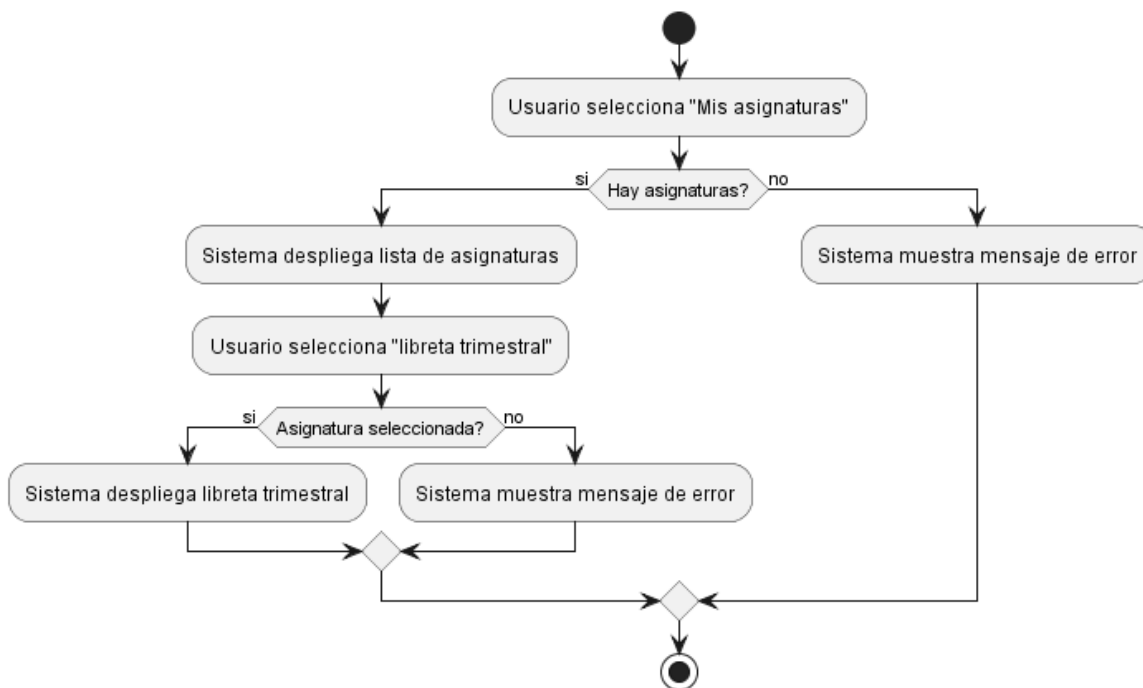 Usuario selecciona "Mis asignaturas"
si
Hay asignaturas?
no
Sistema despliega lista de asignaturas
Sistema muestra mensaje de error
Usuario selecciona "libreta trimestral"
si
Asignatura seleccionada?
no
Sistema despliega libreta trimestral
Sistema muestra mensaje de error